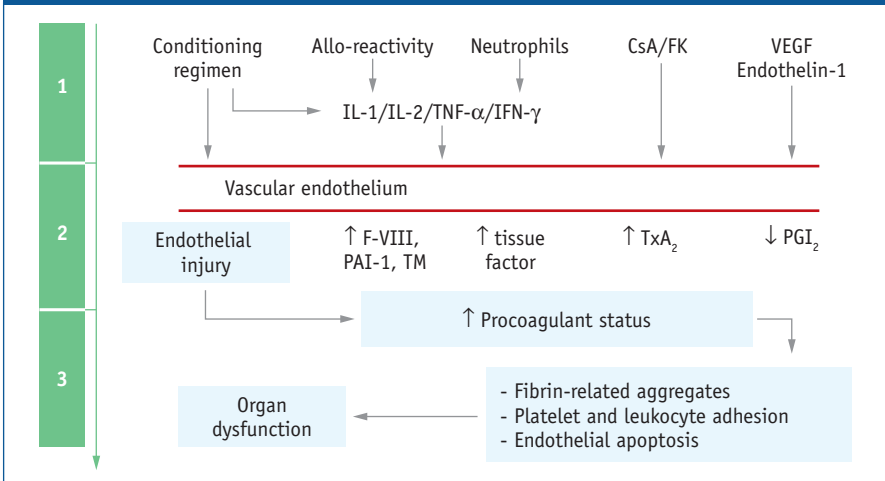 1
Conditioning
regimen
Allo-reactivity
Neutrophils
CsA/FK
VEGF
Endothelin-1
IL-1/IL-2/TNF-α/IFN-γ
Vascular endothelium
2
Endothelial
injury
↑ F-VIII,
PAI-1, TM
↑ tissue
factor
↑ TxA₂
↓ PGI₂
↑ Procoagulant status
3
Organ
dysfunction
- Fibrin-related aggregates
- Platelet and leukocyte adhesion
- Endothelial apoptosis